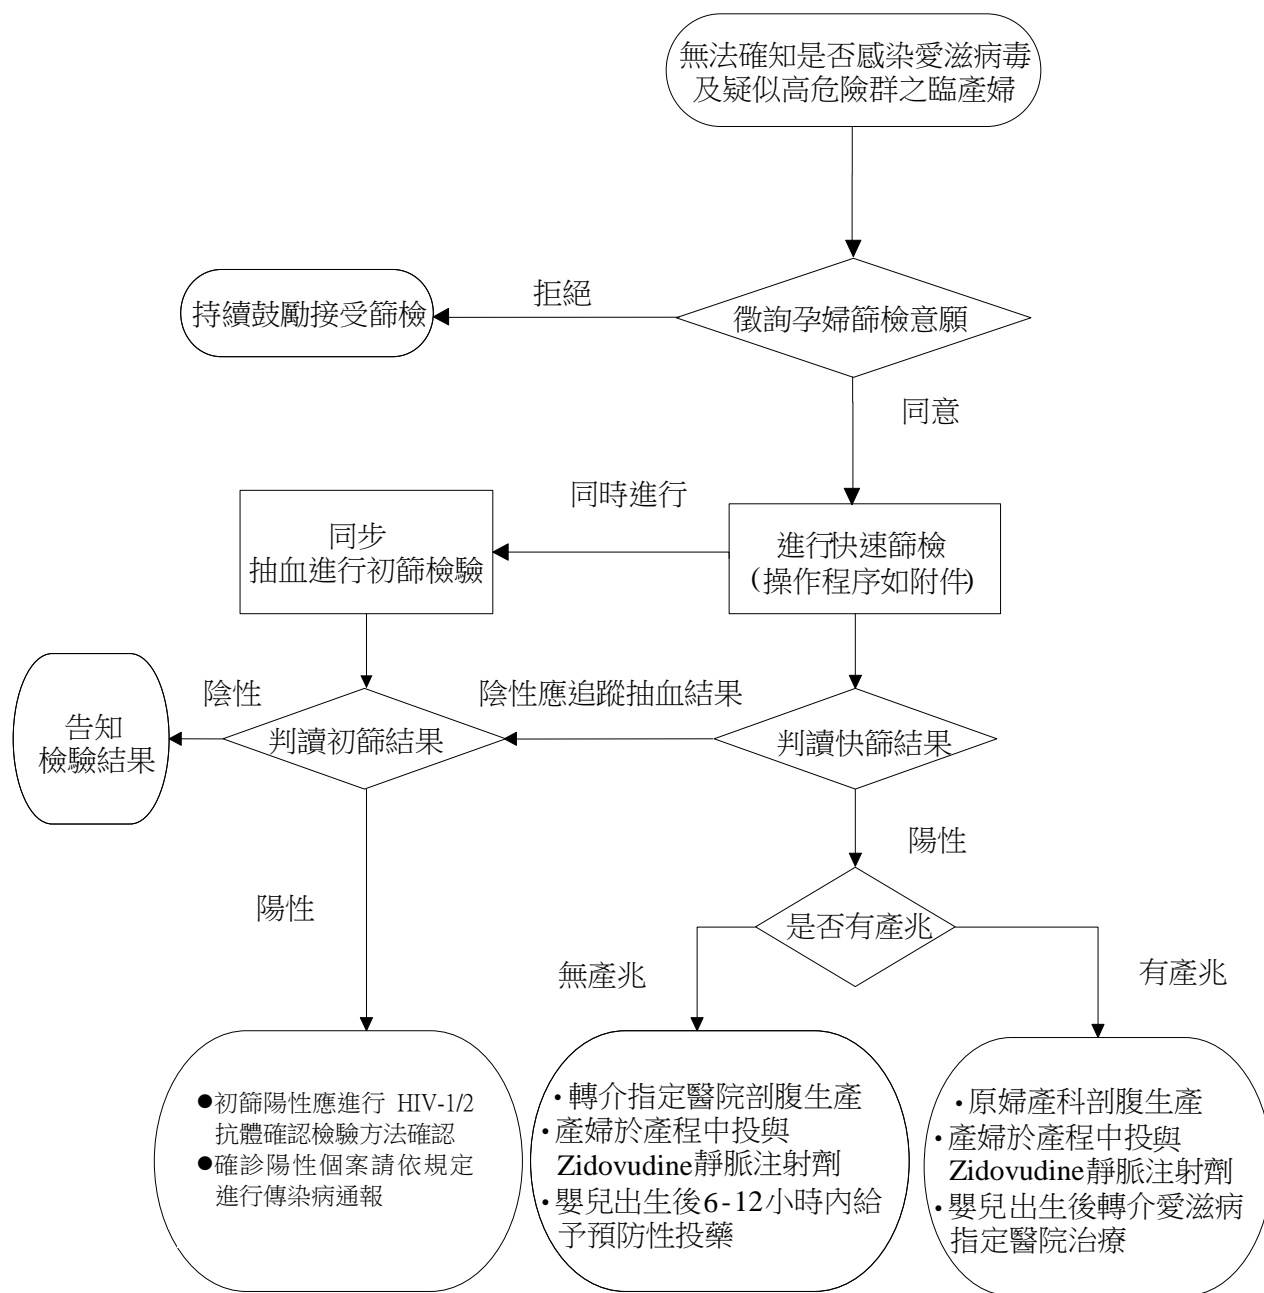 無法確知是否感染愛滋病毒
及疑似高危險群之臨產婦
拒絕
持續鼓勵接受篩檢
徵詢孕婦篩檢意願
同意
同時進行
同步
抽血進行初篩檢驗
進行快速篩檢
(操作程序如附件)
陰性
陰性應追蹤抽血結果
告知
檢驗結果
判讀初篩結果
判讀快篩結果
陽性
陽性
是否有產兆
無產兆
有產兆
●初篩陽性應進行 HIV-1/2
抗體確認檢驗方法確認
●確診陽性個案請依規定
進行傳染病通報
・轉介指定醫院剖腹生產
・產婦於產程中投與
Zidovudine靜脈注射劑
・嬰兒出生後6-12小時內給
予預防性投藥
・原婦產科剖腹生產
・產婦於產程中投與
Zidovudine靜脈注射劑
・嬰兒出生後轉介愛滋病
指定醫院治療